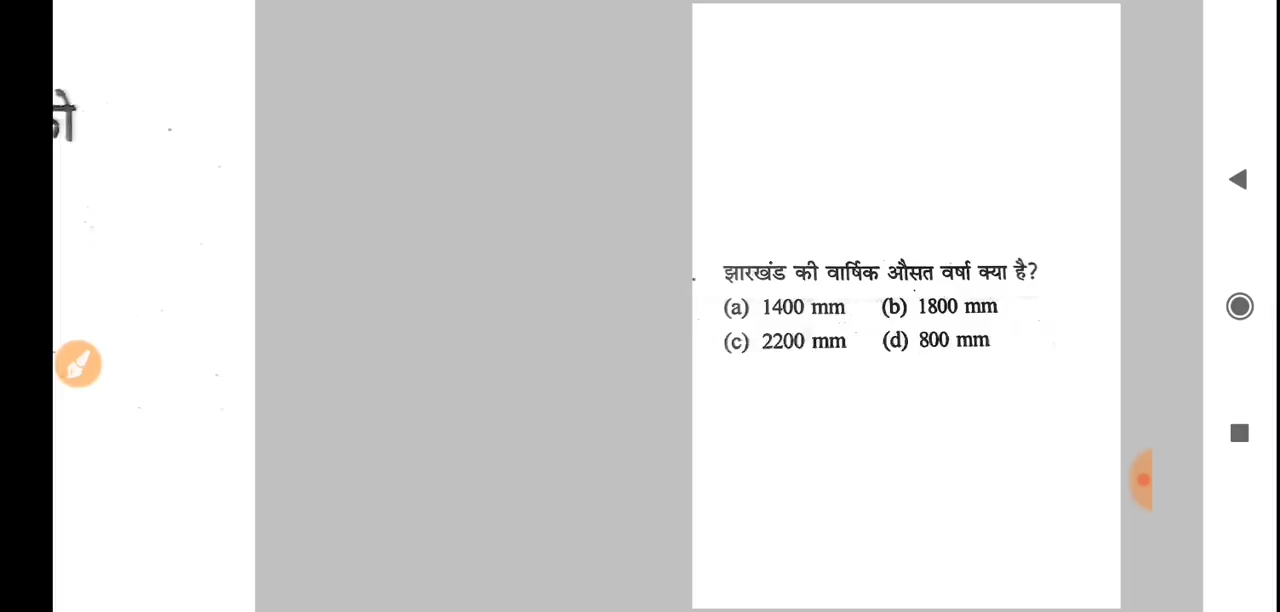 झारखंड की वार्षिक औसत वर्षा क्या है?
(a) 1400 mm (b) 1800 mm
(c) 2200 mm (d) 800 mm